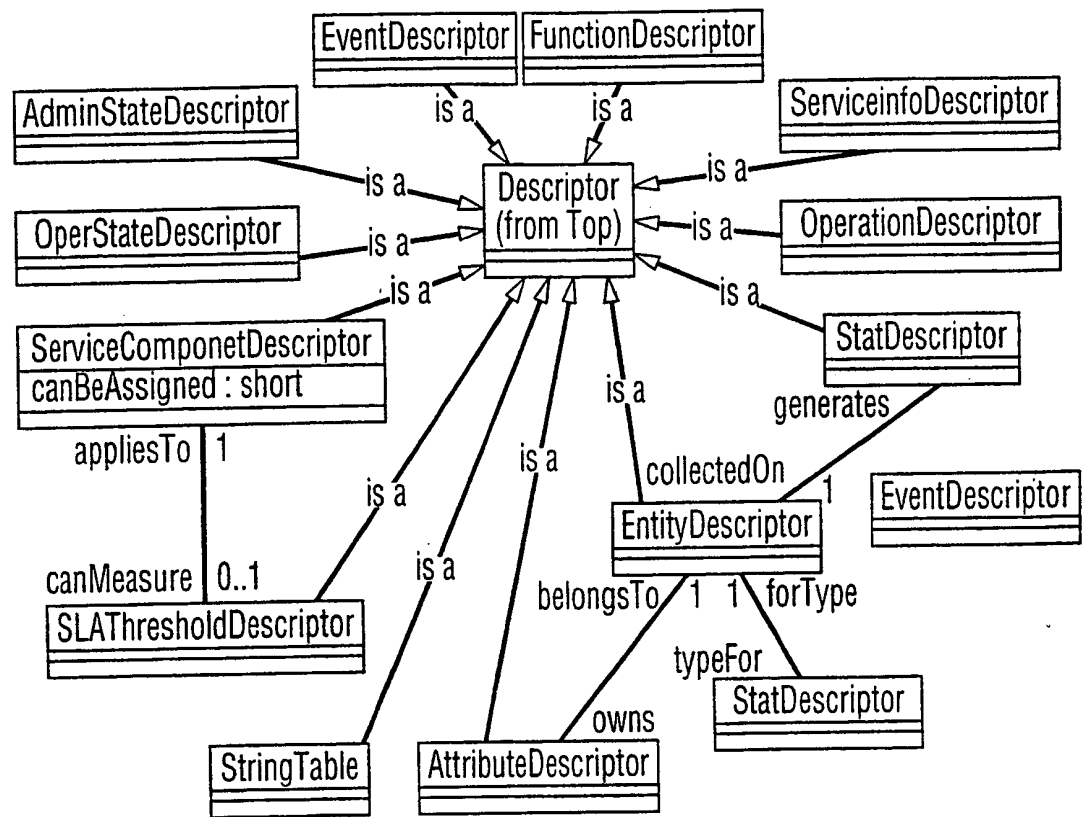 EventDescriptor
FunctionDescriptor
AdminStateDescriptor
ServiceinfoDescriptor
is a
is a
is a
is a
Descriptor
(from Top)
OperStateDescriptor
OperationDescriptor
is a
is a
is a
is a
ServiceComponetDescriptor
canBeAssigned : short
StatDescriptor
is a
generates
appliesTo 1
is a
is a
collectedOn
1
EventDescriptor
EntityDescriptor
is a
canMeasure 0..1
belongsTo 1
1 forType
SLAThresholdDescriptor
typeFor
StatDescriptor
owns
StringTable
AttributeDescriptor